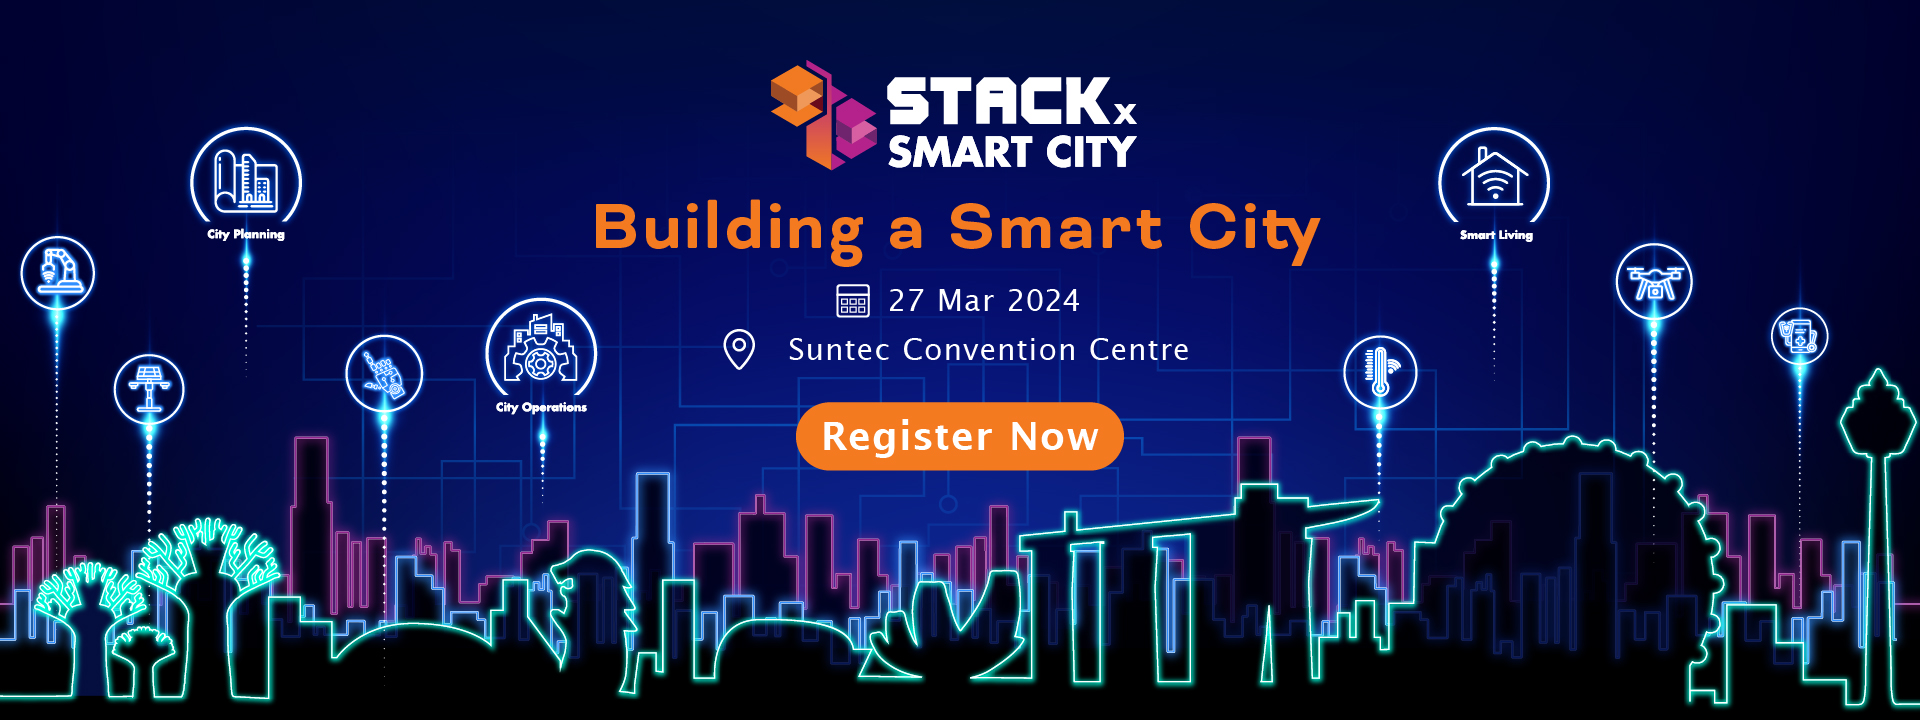 STACKx
SMART CITY
Building a Smart City
27 Mar 2024
Suntec Convention Centre
Register Now
City Planning
City Operations
Smart Living